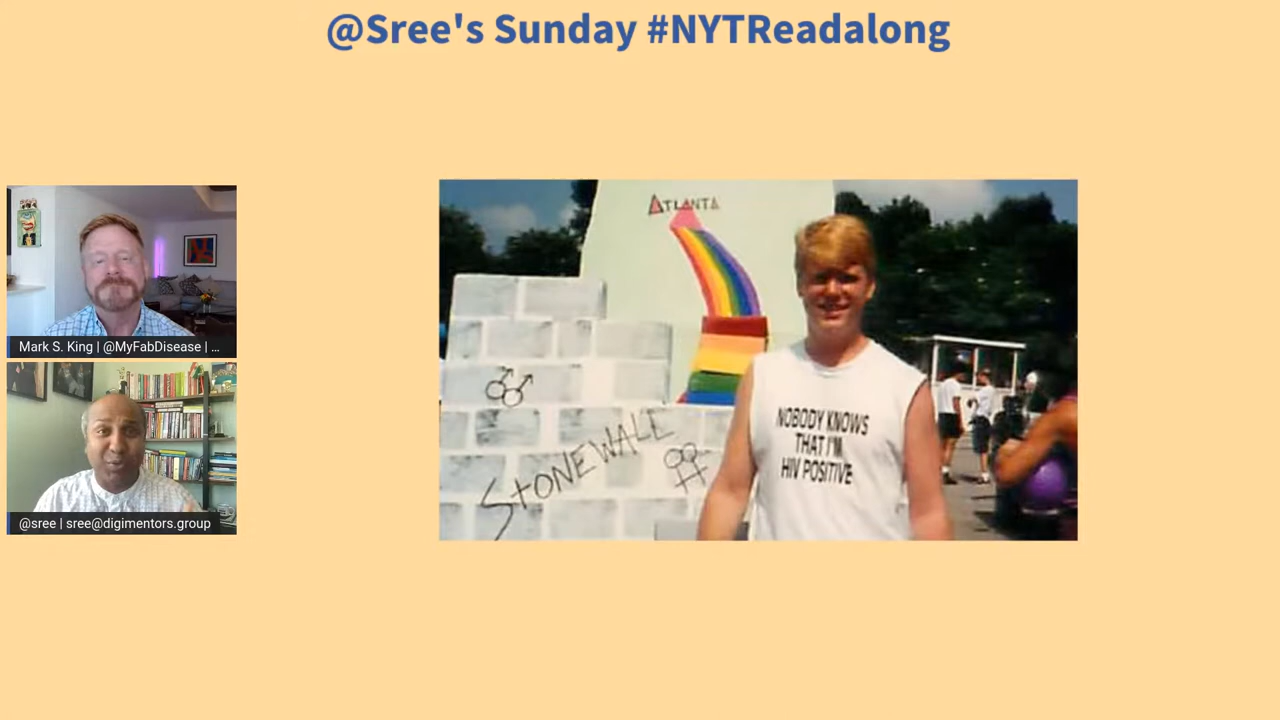 @Sree's Sunday #NYTReadalong
Mark S. King | @MyFabDisease | ...
@sree | sree@digimentors.group
ATLANTA
STONEWALL
NOBODY KNOWS
THAT I'M
HIV POSITIVE